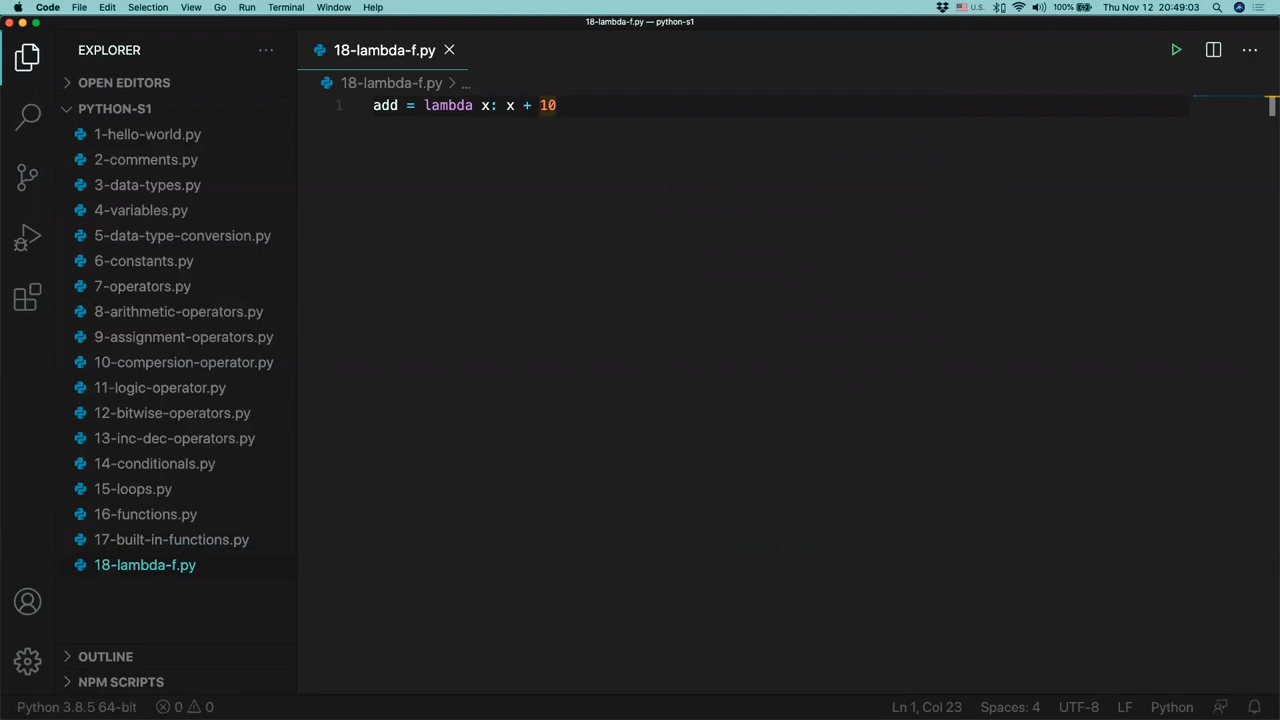 Code File Edit Selection View Go Run Terminal Window Help U.S. 100% Thu Nov 12 20:49:03
18-lambda-f.py — python-s1
EXPLORER
18-lambda-f.py
OPEN EDITORS
18-lambda-f.py > ...
PYTHON-S1
1 add = lambda x: x + 10
1-hello-world.py
2-comments.py
3-data-types.py
4-variables.py
5-data-type-conversion.py
6-constants.py
7-operators.py
8-arithmetic-operators.py
9-assignment-operators.py
10-compersion-operator.py
11-logic-operator.py
12-bitwise-operators.py
13-inc-dec-operators.py
14-conditionals.py
15-loops.py
16-functions.py
17-built-in-functions.py
18-lambda-f.py
OUTLINE
NPM SCRIPTS
Python 3.8.5 64-bit 0 0 Ln 1, Col 23 Spaces: 4 UTF-8 LF Python